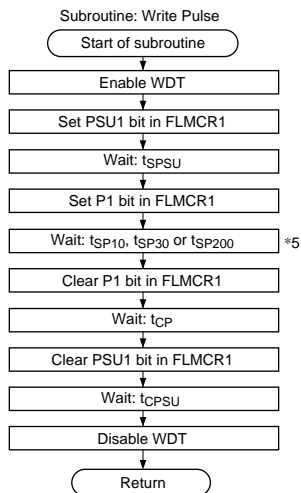 Subroutine: Write Pulse
Start of subroutine
Enable WDT
Set PSU1 bit in FLMCR1
Wait: tSPSU
Set P1 bit in FLMCR1
Wait: tSP10, tSP30 or tSP200 *5
Clear P1 bit in FLMCR1
Wait: tCP
Clear PSU1 bit in FLMCR1
Wait: tCPSU
Disable WDT
Return